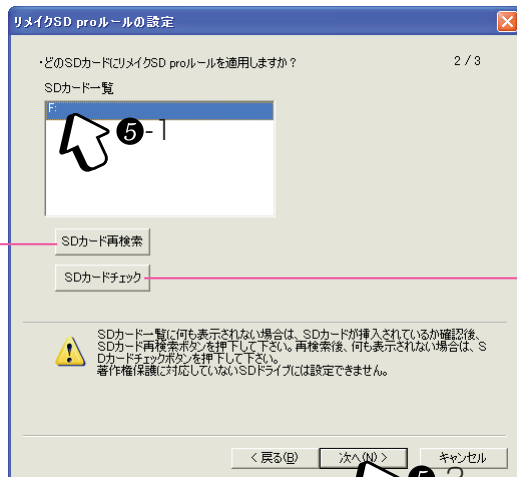 リメイクSD proルールの設定
・どのSDカードにリメイクSD proルールを適用しますか？
2 / 3
SDカード一覧
F:
❺-1
SDカード再検索
SDカードチェック
SDカード一覧に何も表示されない場合は、SDカードが挿入されているか確認後、
SDカード再検索ボタンを押下して下さい。再検索後、何も表示されない場合は、S
Dカードチェックボタンを押下して下さい。
著作権保護に対応していないSDドライブには設定できません。
< 戻る(B)
次へ(N) >
キャンセル
❺-2